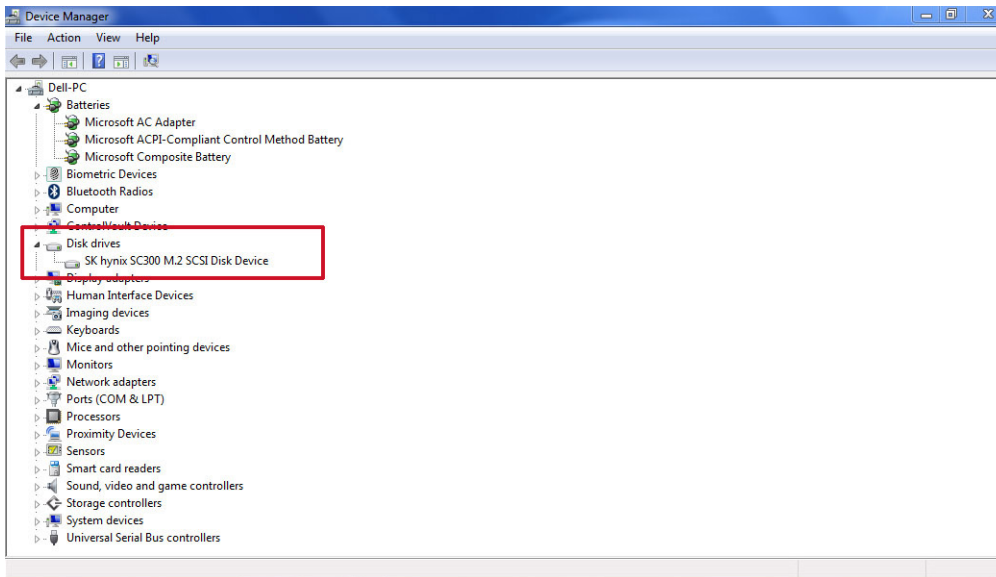 Device Manager
File Action View Help
Dell-PC
Batteries
Microsoft AC Adapter
Microsoft ACPI-Compliant Control Method Battery
Microsoft Composite Battery
Biometric Devices
Bluetooth Radios
Computer
ControlVault Device
Disk drives
SK hynix SC300 M.2 SCSI Disk Device
Display adapters
Human Interface Devices
Imaging devices
Keyboards
Mice and other pointing devices
Monitors
Network adapters
Ports (COM & LPT)
Processors
Proximity Devices
Sensors
Smart card readers
Sound, video and game controllers
Storage controllers
System devices
Universal Serial Bus controllers